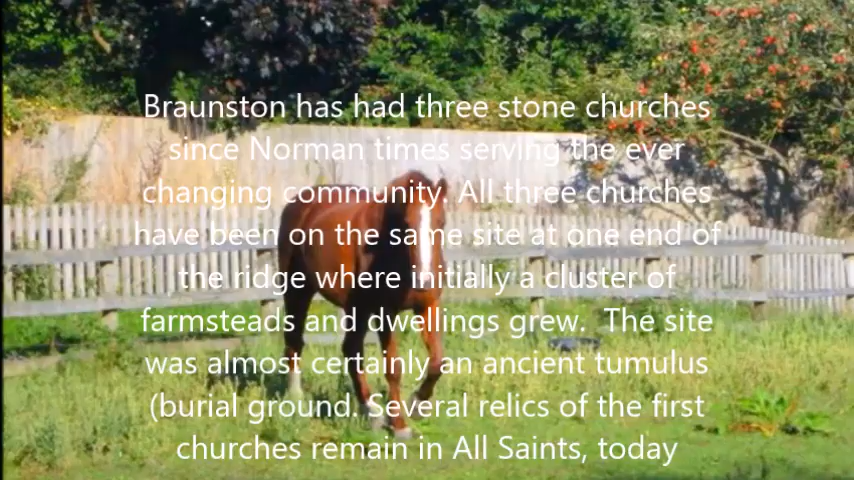 Braunston has had three stone churches
since Norman times serving the ever
changing community. All three churches
have been on the same site at one end of
the ridge where initially a cluster of
farmsteads and dwellings grew. The site
was almost certainly an ancient tumulus
(burial ground. Several relics of the first
churches remain in All Saints, today